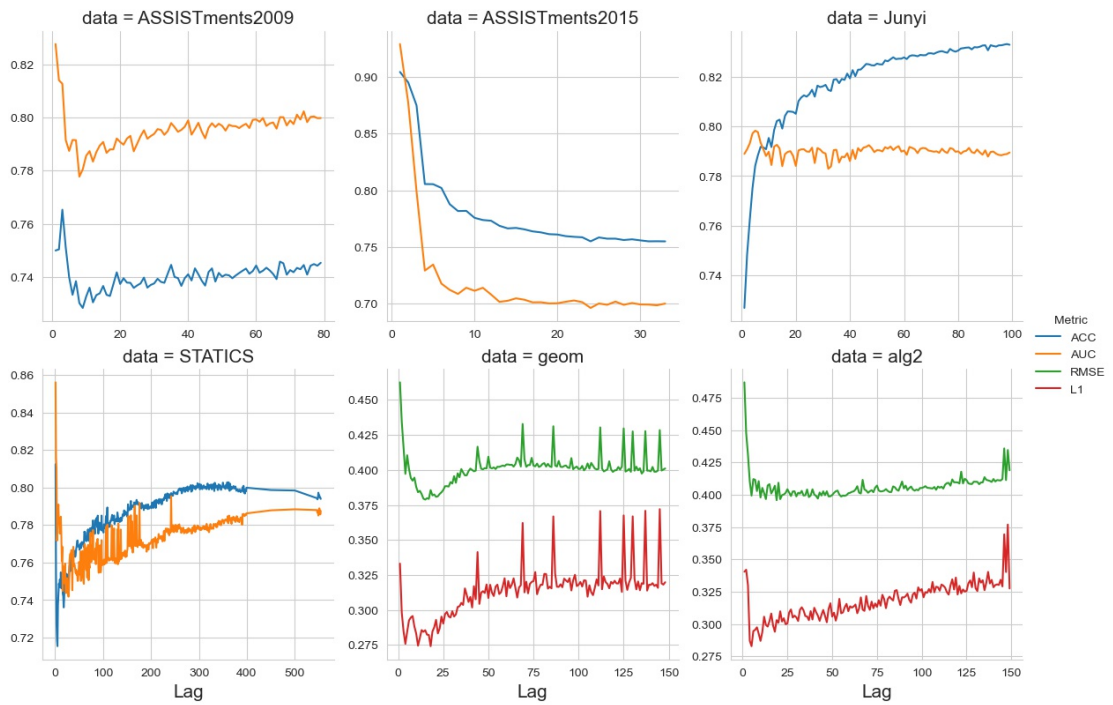 data = ASSISTments2009
data = ASSISTments2015
data = Junyi
0.82
0.80
0.78
0.76
0.74
0 20 40 60 80
0.90
0.85
0.80
0.75
0.70
0 10 20 30
0.82
0.80
0.78
0.76
0.74
0 20 40 60 80 100
Metric
ACC
AUC
RMSE
L1
data = STATICS
data = geom
data = alg2
0.86
0.84
0.82
0.80
0.78
0.76
0.74
0.72
0 100 200 300 400 500
Lag
0.450
0.425
0.400
0.375
0.350
0.325
0.300
0.275
0 25 50 75 100 125 150
Lag
0.475
0.450
0.425
0.400
0.375
0.350
0.325
0.300
0.275
0 25 50 75 100 125 150
Lag